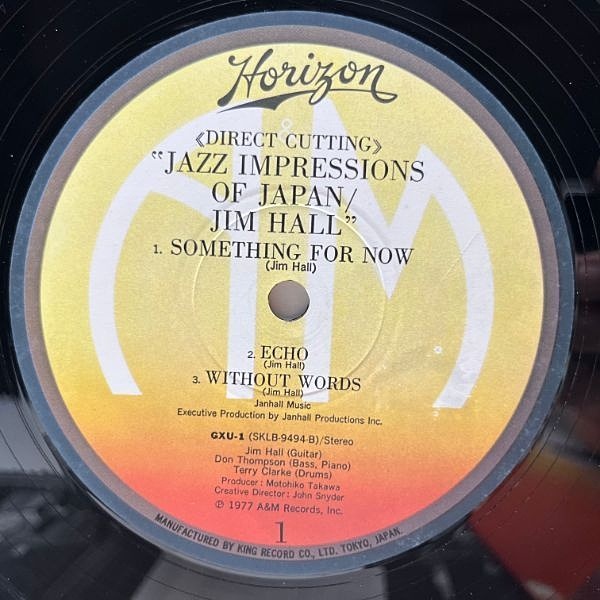 Horizon
《DIRECT CUTTING》
"JAZZ IMPRESSIONS
OF JAPAN/
JIM HALL"
1. SOMETHING FOR NOW
(Jim Hall)
2. ECHO
(Jim Hall)
3. WITHOUT WORDS
(Jim Hall)
Janhall Music
Executive Production by Janhall Productions Inc.
GXU-1 (SKLB-9494-B)/Stereo
Jim Hall (Guitar)
Don Thompson (Bass, Piano)
Terry Clarke (Drums)
Producer: Motohiko Takawa
Creative Director: John Snyder
℗ 1977 A&M Records, Inc.
1
MANUFACTURED BY KING RECORD CO., LTD. TOKYO, JAPAN.